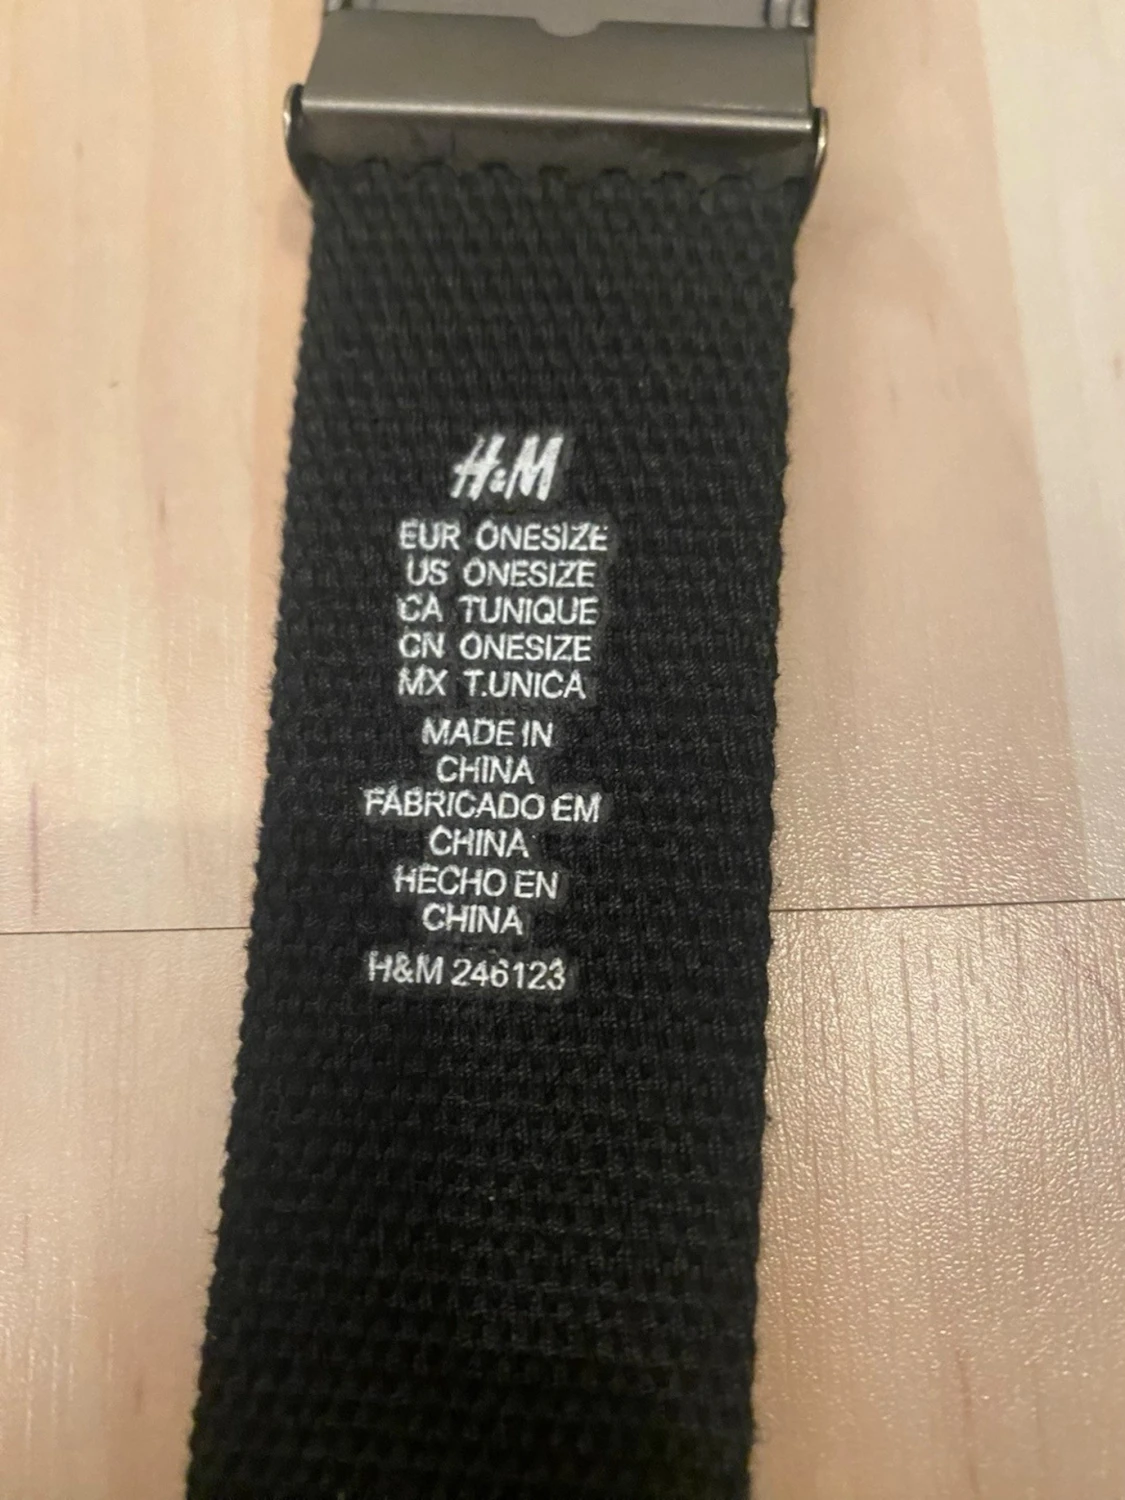 H&M
EUR ONESIZE
US ONESIZE
CA TUNIQUE
CN ONESIZE
MX T.UNICA
MADE IN
CHINA
FABRICADO EM
CHINA
HECHO EN
CHINA
H&M 246123